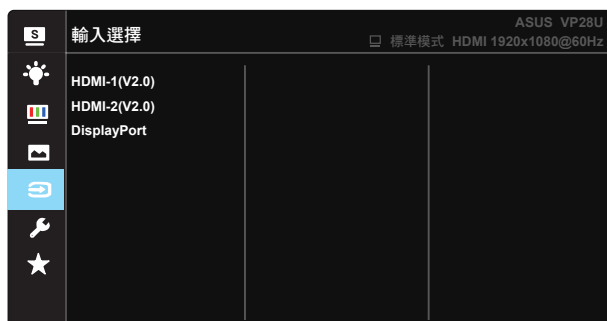 S
輸入選擇
ASUS VP28U
標準模式 HDMI 1920x1080@60Hz
HDMI-1(V2.0)
HDMI-2(V2.0)
DisplayPort